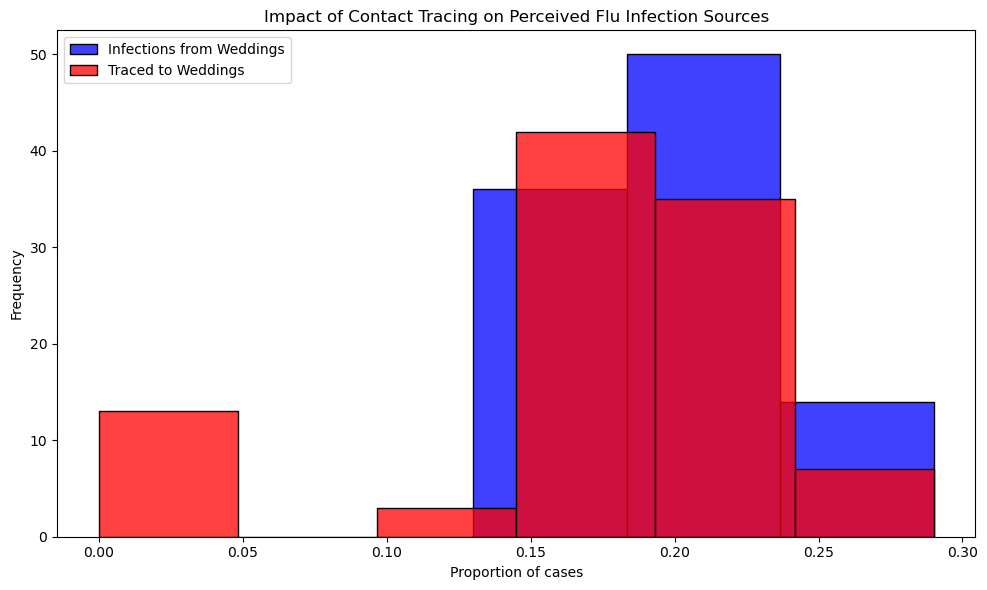 Impact of Contact Tracing on Perceived Flu Infection Sources
Infections from Weddings
Traced to Weddings
Frequency
50
40
30
20
10
0
0.00 0.05 0.10 0.15 0.20 0.25 0.30
Proportion of cases